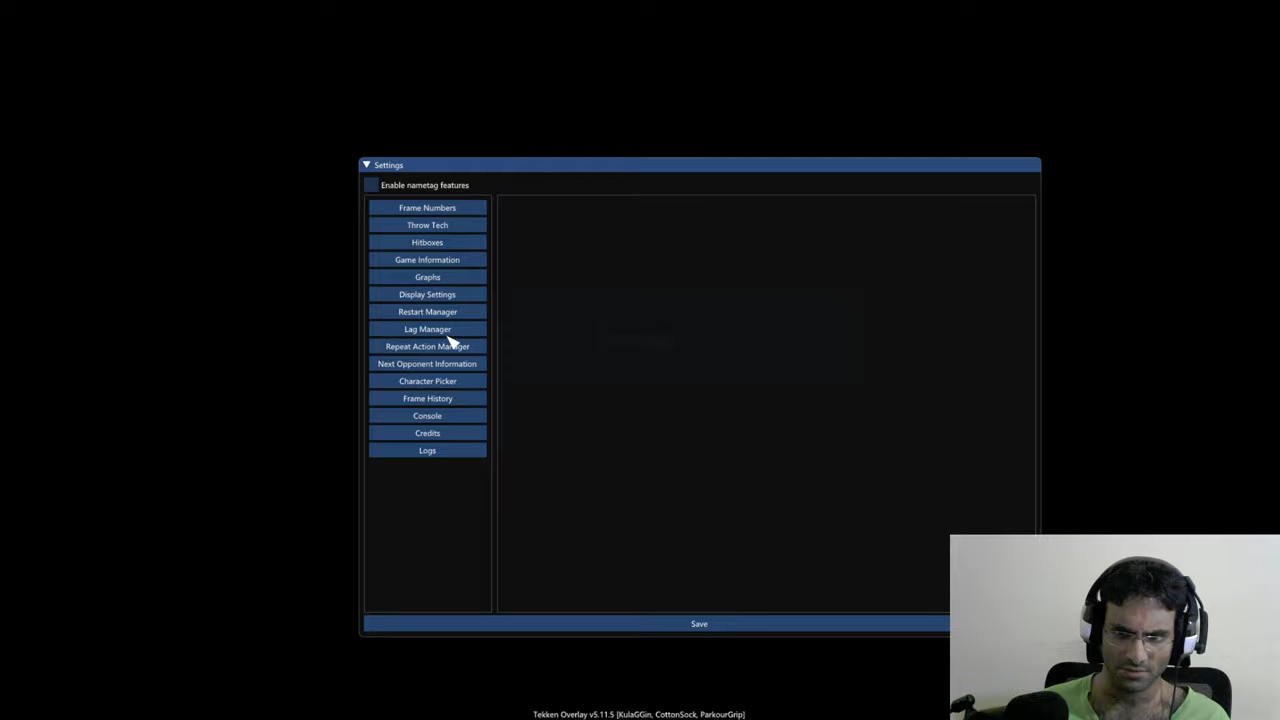 Settings
Enable nametag features
Frame Numbers
Throw Tech
Hitboxes
Game Information
Graphs
Display Settings
Restart Manager
Lag Manager
Repeat Action Manager
Next Opponent Information
Character Picker
Frame History
Console
Credits
Logs
Save
Tekken Overlay v5.11.5 [KulaGGin, CottonSock, ParkourGrip]